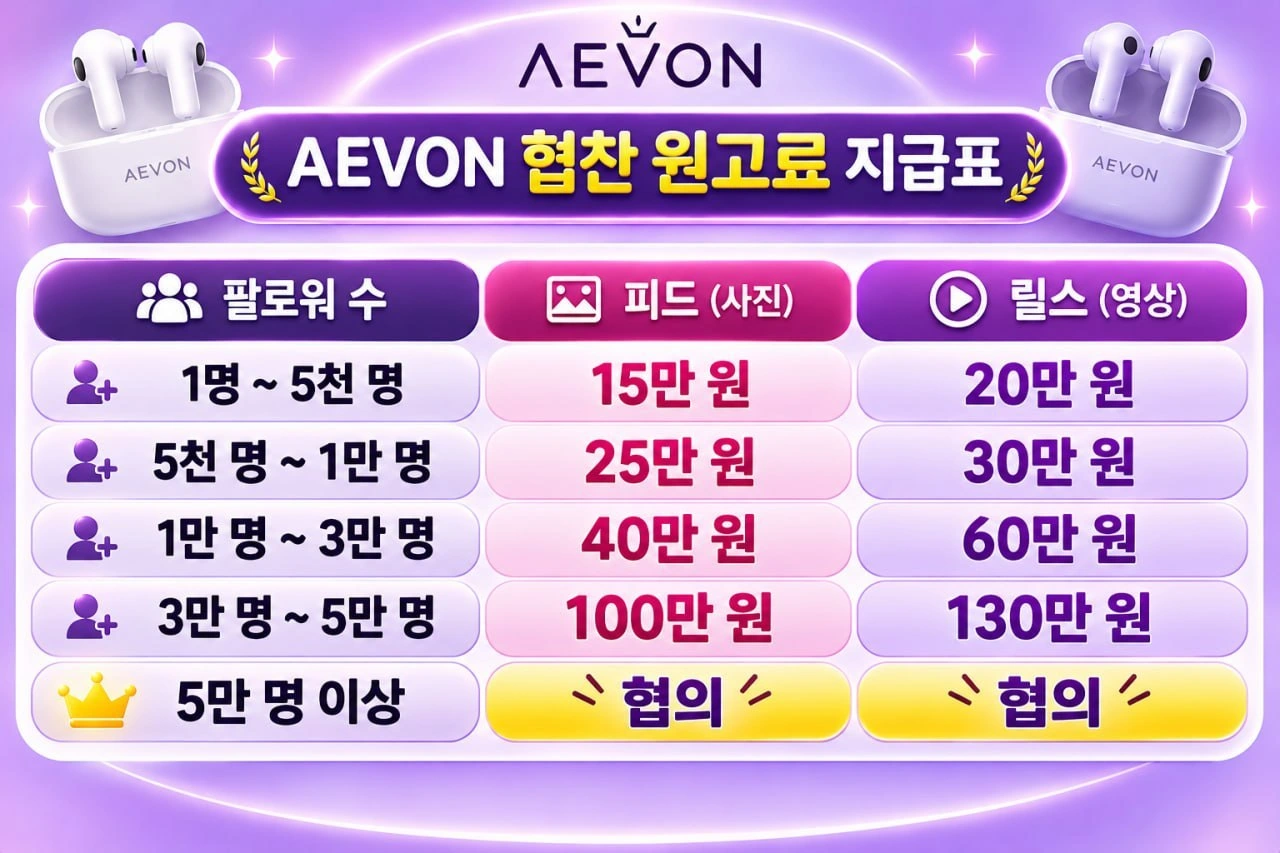 AEVON
AEVON
AEVON
AEVON 협찬 원고료 지급표
팔로워 수 피드 (사진) 릴스 (영상)
1명 ~ 5천 명 15만 원 20만 원
5천 명 ~ 1만 명 25만 원 30만 원
1만 명 ~ 3만 명 40만 원 60만 원
3만 명 ~ 5만 명 100만 원 130만 원
5만 명 이상 협의 협의